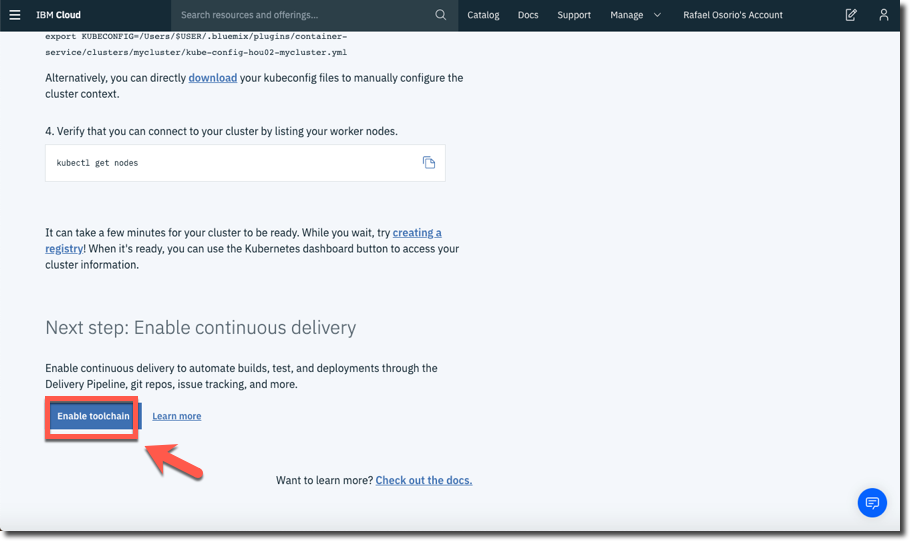 IBM Cloud
Search resources and offerings...
Catalog
Docs
Support
Manage
Rafael Osorio's Account
export KUBECONFIG=/Users/$USER/.bluemix/plugins/container-
service/clusters/mycluster/kube-config-hou02-mycluster.yml
Alternatively, you can directly download your kubeconfig files to manually configure the
cluster context.
4. Verify that you can connect to your cluster by listing your worker nodes.
kubectl get nodes
It can take a few minutes for your cluster to be ready. While you wait, try creating a
registry! When it's ready, you can use the Kubernetes dashboard button to access your
cluster information.
Next step: Enable continuous delivery
Enable continuous delivery to automate builds, test, and deployments through the
Delivery Pipeline, git repos, issue tracking, and more.
Enable toolchain
Learn more
Want to learn more? Check out the docs.